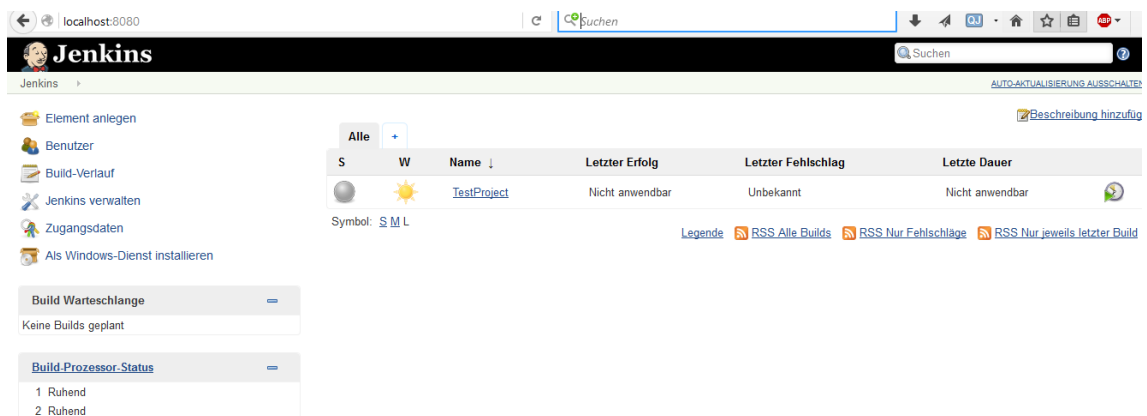 localhost:8080 Suchen QJ ABP
Jenkins Suchen
Jenkins AUTO-AKTUALISIERUNG AUSSCHALTEN
Element anlegen
Benutzer
Build-Verlauf
Jenkins verwalten
Zugangsdaten
Als Windows-Dienst installieren
Build Warteschlange
Keine Builds geplant
Build-Prozessor-Status
1 Ruhend
2 Ruhend
Beschreibung hinzufüg
Alle +
S W Name ↓ Letzter Erfolg Letzter Fehlschlag Letzte Dauer
TestProject Nicht anwendbar Unbekannt Nicht anwendbar
Symbol: S M L
Legende RSS Alle Builds RSS Nur Fehlschläge RSS Nur jeweils letzter Build